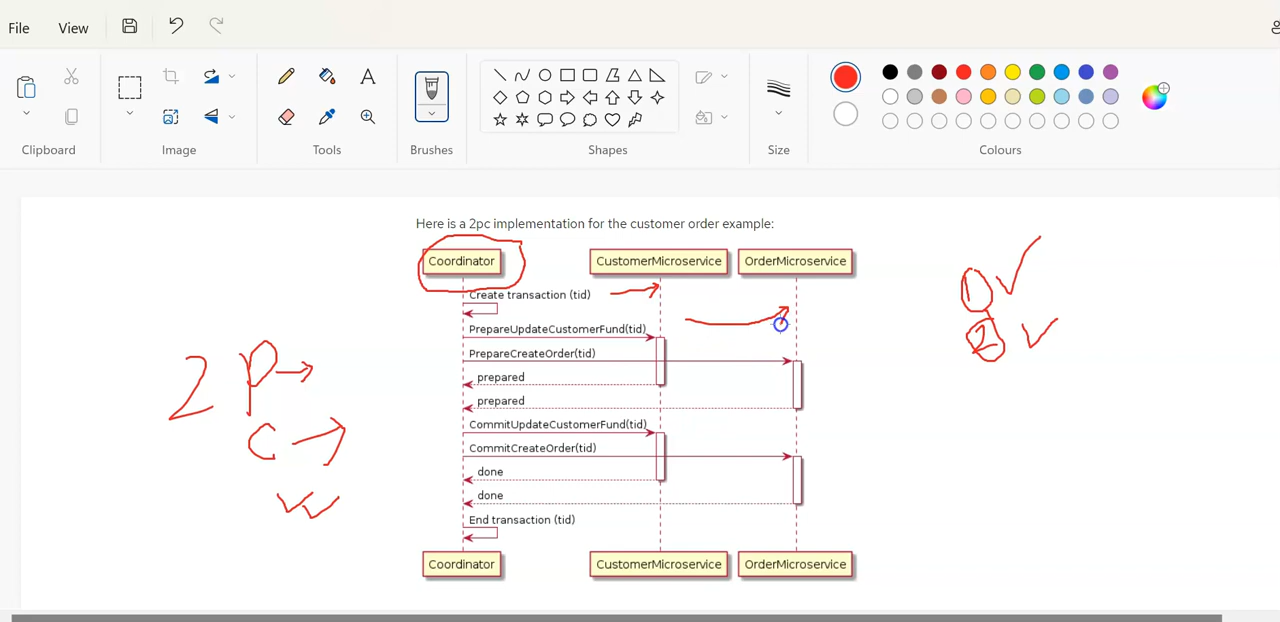 File View
Clipboard Image Tools Brushes Shapes Size Colours
Here is a 2pc implementation for the customer order example:
Coordinator CustomerMicroservice OrderMicroservice
Create transaction (tid)
PrepareUpdateCustomerFund(tid)
PrepareCreateOrder(tid)
prepared
prepared
CommitUpdateCustomerFund(tid)
CommitCreateOrder(tid)
done
done
End transaction (tid)
Coordinator CustomerMicroservice OrderMicroservice
2 P
C
1
2